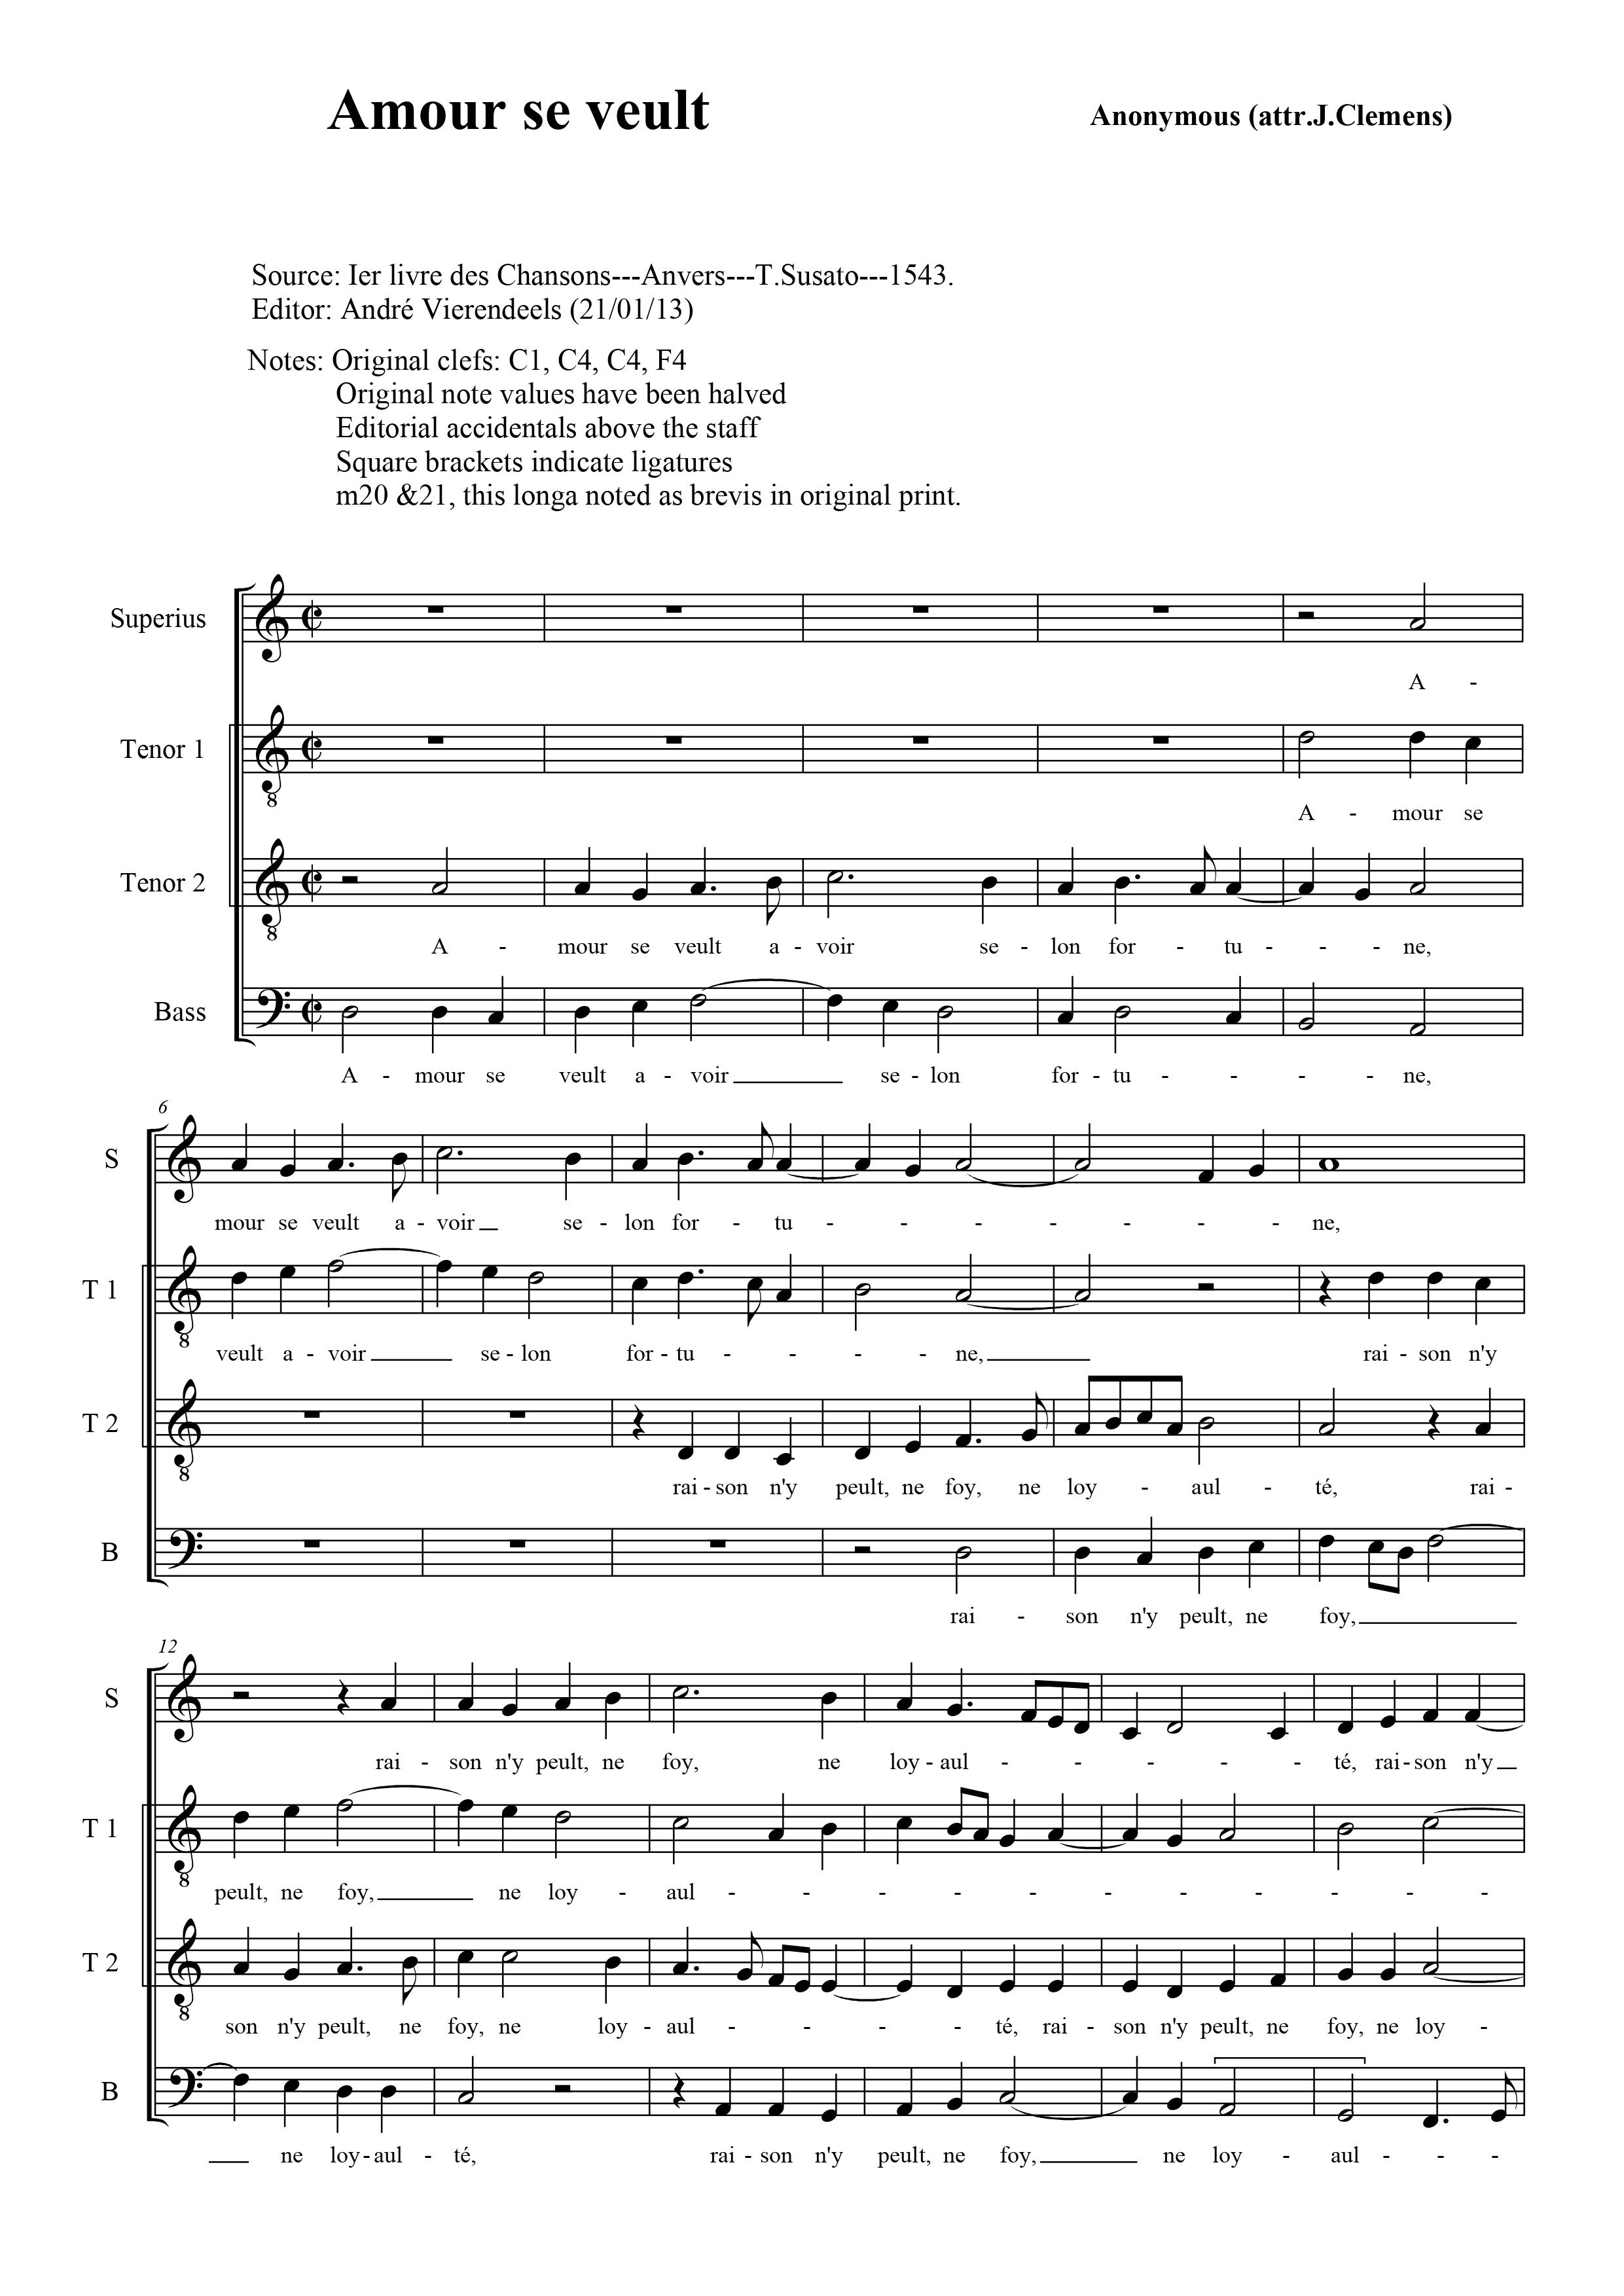 Amour se veult
Anonymous (attr.J.Clemens)
Source: Ier livre des Chansons---Anvers---T.Susato---1543.
Editor: André Vierendeels (21/01/13)
Notes: Original clefs: C1, C4, C4, F4
Original note values have been halved
Editorial accidentals above the staff
Square brackets indicate ligatures
m20 &21, this longa noted as brevis in original print.
Superius
A -
Tenor 1
8
A - mour se
Tenor 2
8
A - mour se veult a - voir se - lon for - tu - - - ne,
Bass
A - mour se veult a - voir se - lon for - tu - - - - ne,
6
S
mour se veult a - voir se - lon for - tu - - - - - - - ne,
T 1
8
veult a - voir se - lon for - tu - - - - ne, rai - son n'y
T 2
8
rai - son n'y peult, ne foy, ne loy - aul - té, rai -
B
rai - son n'y peult, ne foy,
12
S
rai - son n'y peult, ne foy, ne loy - aul - - - - - - té, rai - son n'y
T 1
8
peult, ne foy, ne loy - aul - - - - - - - - - - -
T 2
8
son n'y peult, ne foy, ne loy - aul - - - - té, rai - son n'y peult, ne foy, ne loy -
B
ne loy - aul - té, rai - son n'y peult, ne foy, ne loy - aul - - -